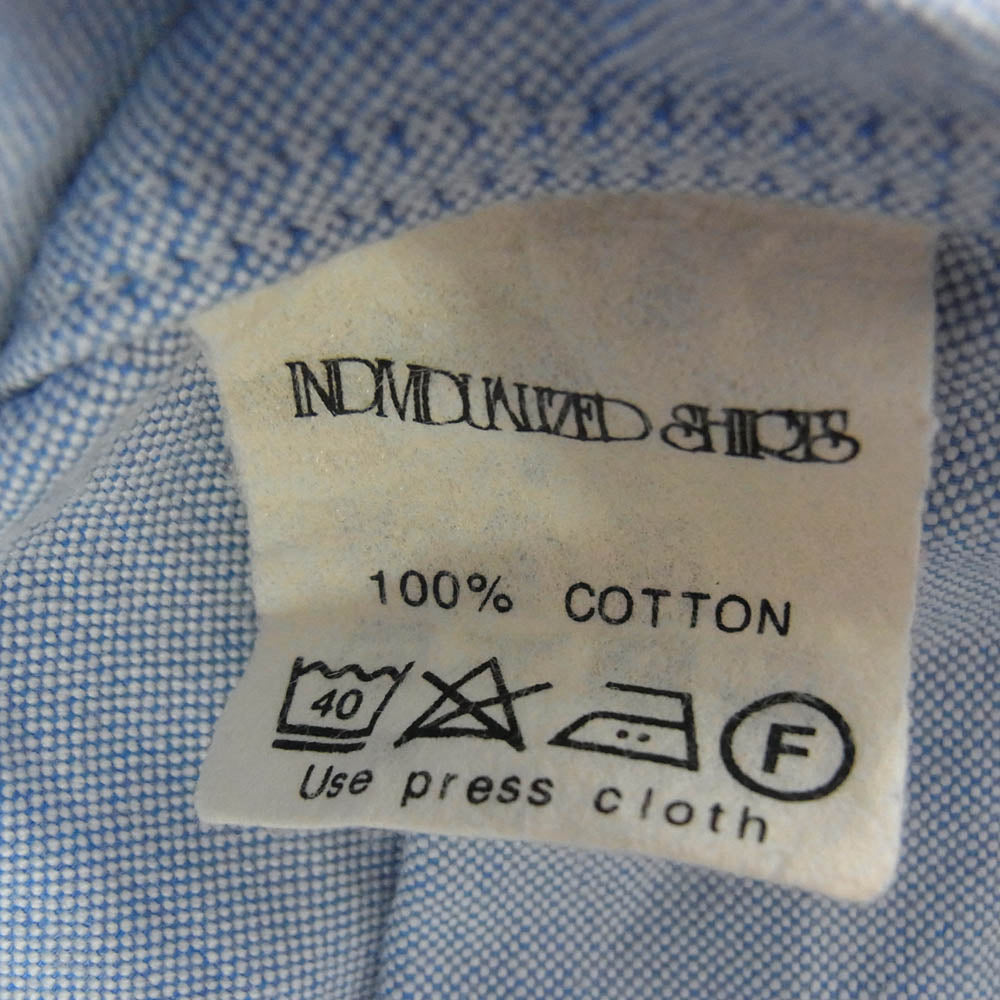 INDIVIDUALIZED SHIRTS
100% COTTON
40 F
Use press cloth